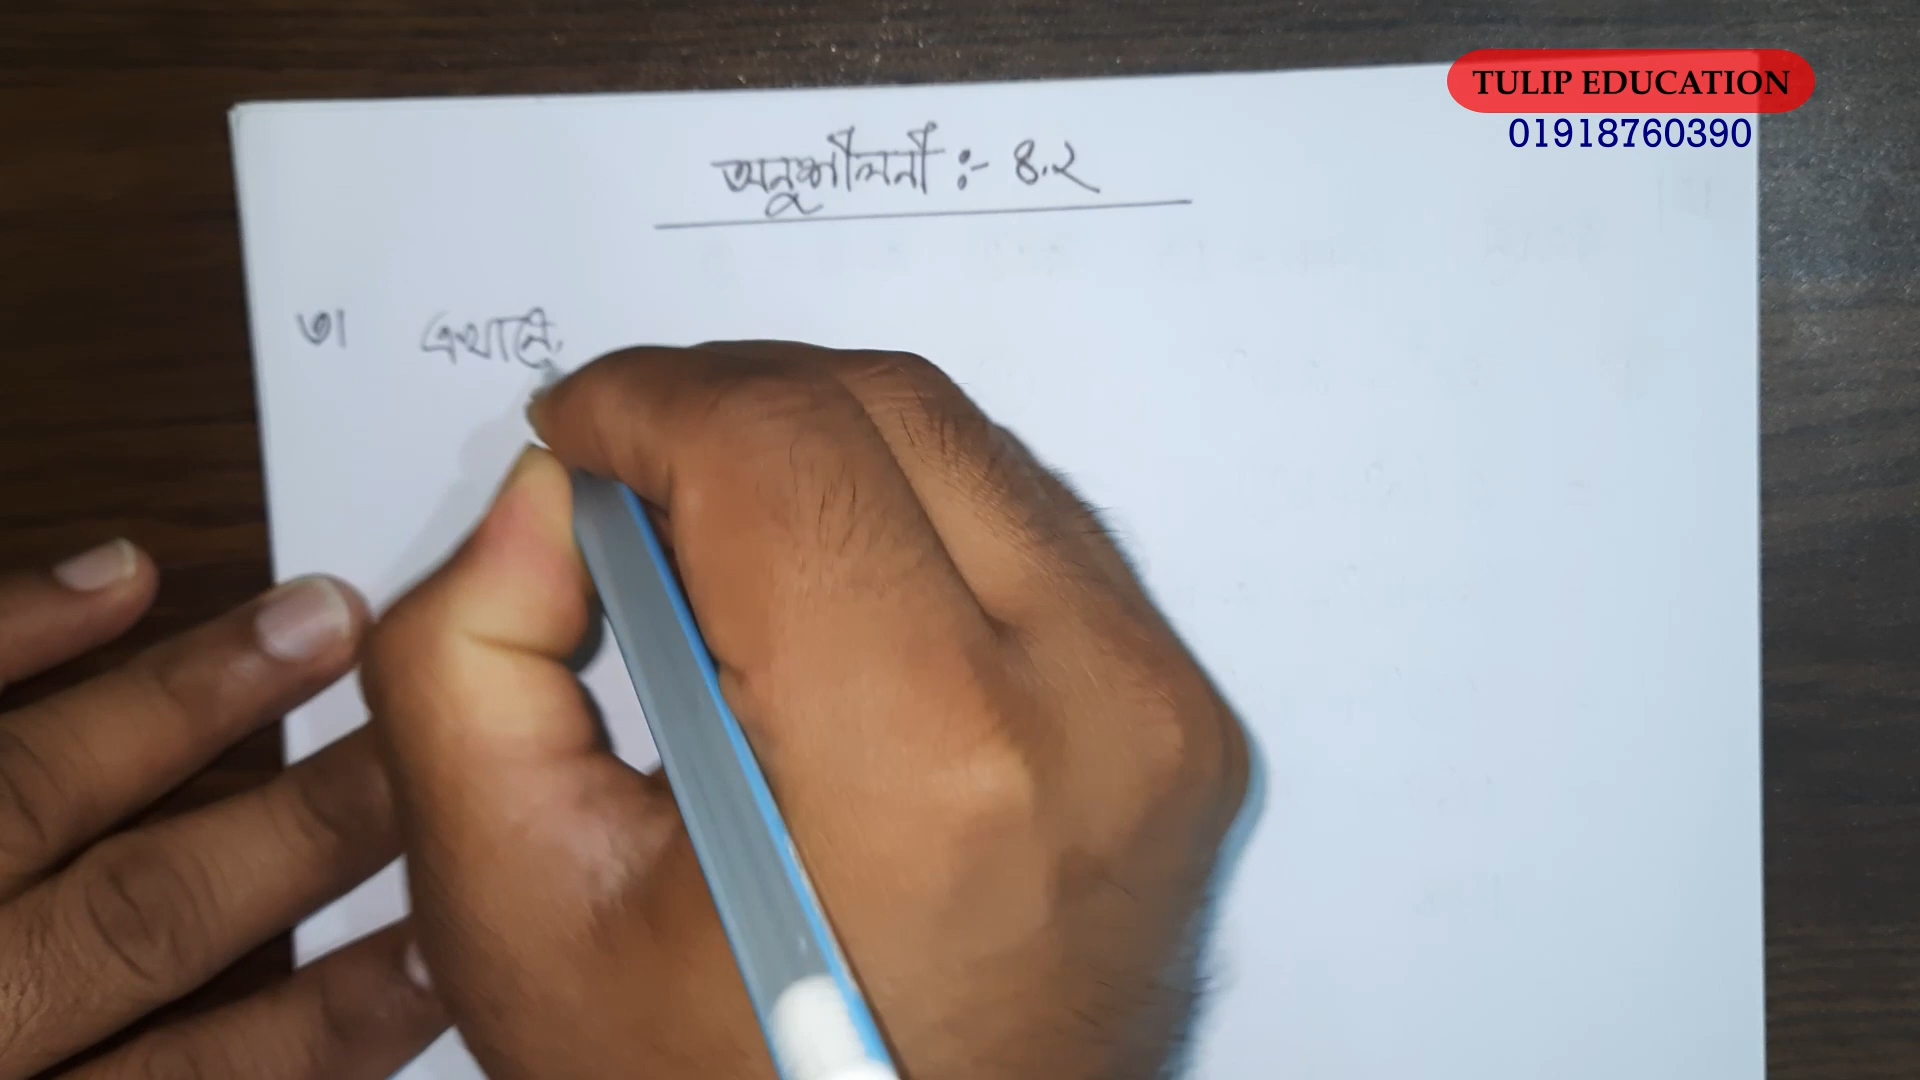 TULIP EDUCATION
01918760390
অনুশীলনী :- ৪.২
৩। এখানে,